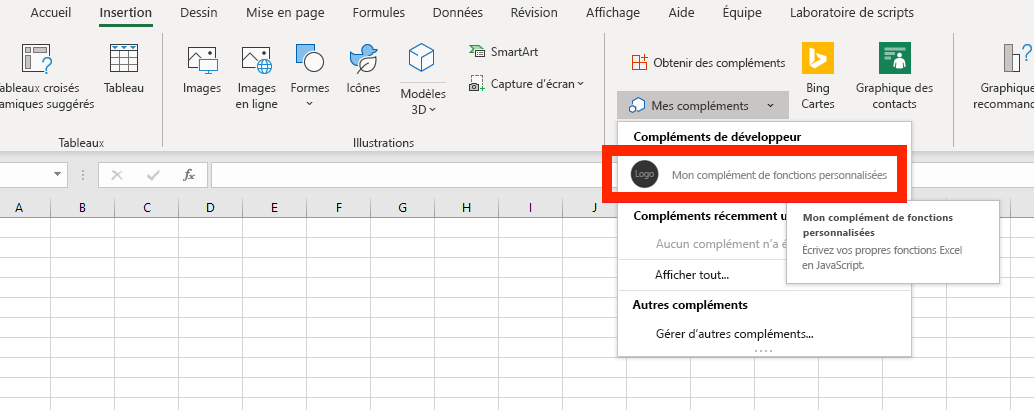 Accueil Insertion Dessin Mise en page Formules Données Révision Affichage Aide Équipe Laboratoire de scripts
ableaux croisés
amiques suggérés
Tableau
Tableaux
Images
Images
en ligne
Formes
Icônes
Modèles
3D
SmartArt
Capture d'écran
Illustrations
Obtenir des compléments
Mes compléments
Bing
Cartes
Graphique des
contacts
Graphique
recomman
Compléments de développeur
Logo
Mon complément de fonctions personnalisées
Compléments récemment u
Aucun complément n'a é
Afficher tout...
Autres compléments
Gérer d'autres compléments...
Mon complément de fonctions
personnalisées
Écrivez vos propres fonctions Excel
en JavaScript.
fx
A B C D E F G H I J